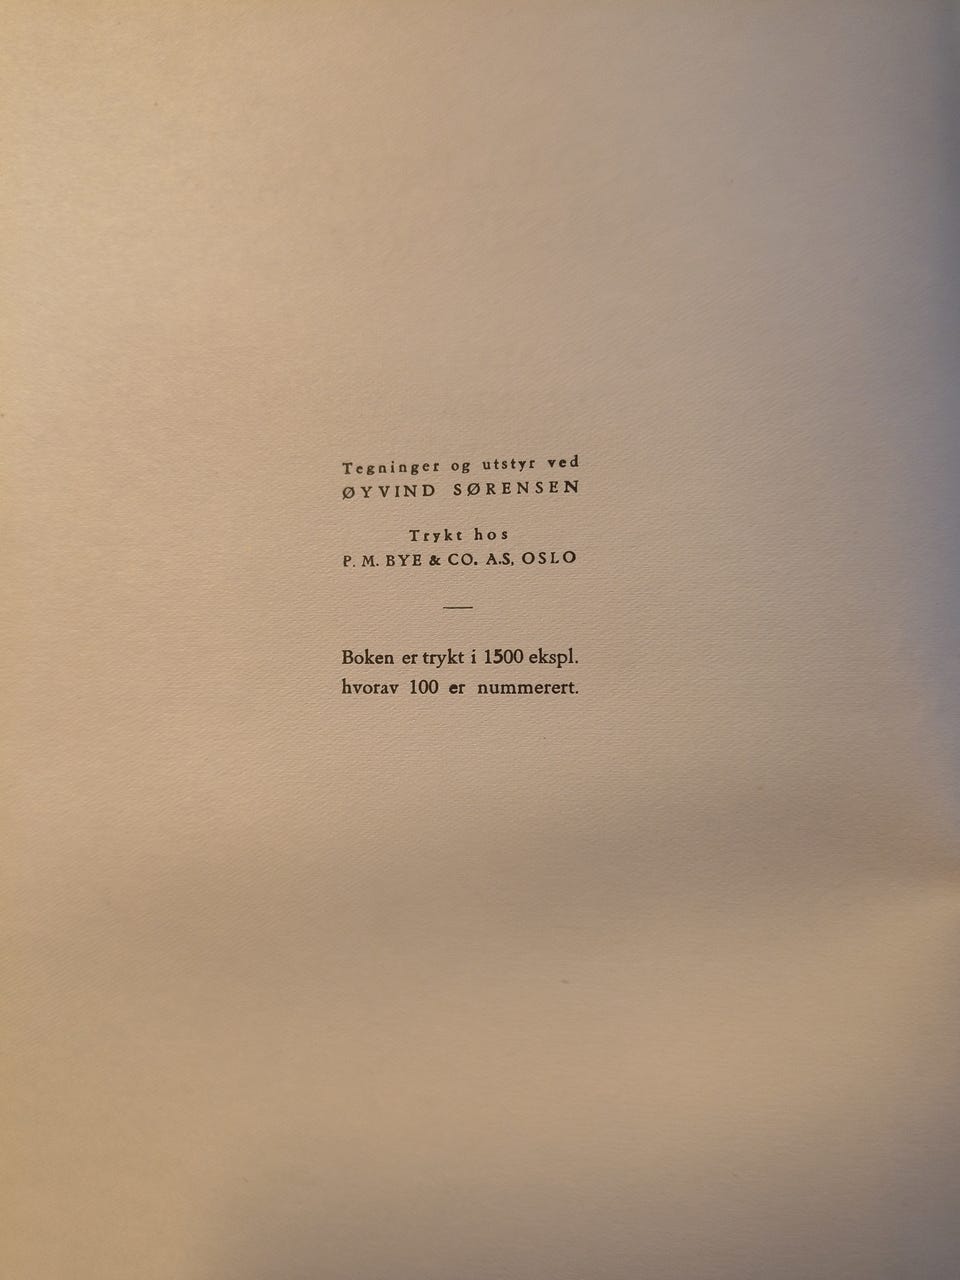 Tegninger og utstyr ved
ØYVIND SØRENSEN
Trykt hos
P. M. BYE & CO. A.S, OSLO
Boken er trykt i 1500 ekspl.
hvorav 100 er nummerert.